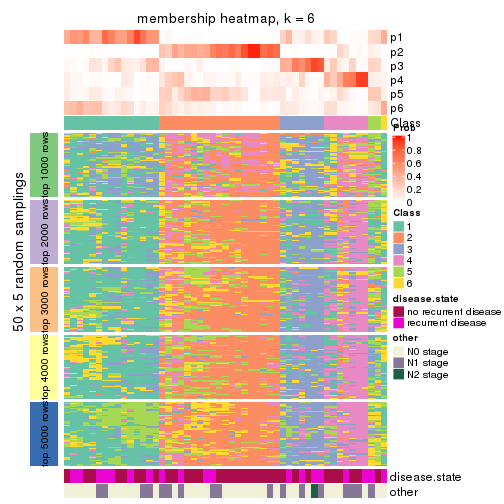 membership heatmap, k = 6
p1
p2
p3
p4
p5
p6
Class
Prob
1
0.8
0.6
0.4
0.2
0
Class
1
2
3
4
5
6
disease.state
no recurrent disease
recurrent disease
other
N0 stage
N1 stage
N2 stage
50 x 5 random samplings
top 1000 rows
top 2000 rows
top 3000 rows
top 4000 rows
top 5000 rows
disease.state
other